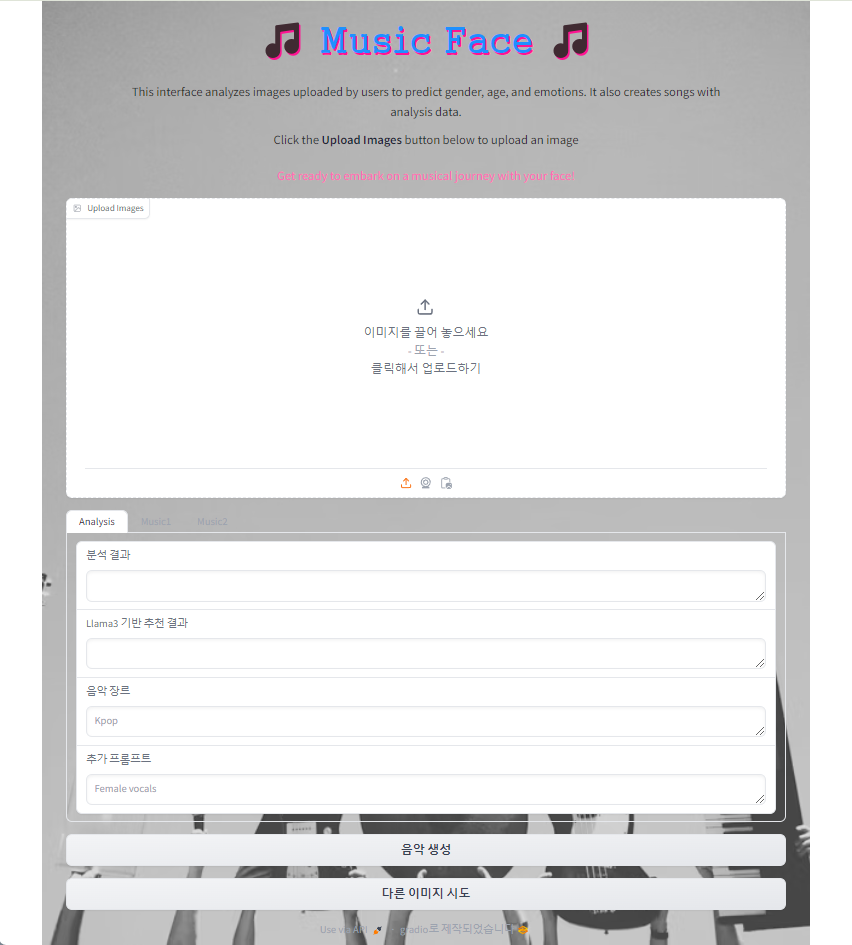 🎵 Music Face 🎵
This interface analyzes images uploaded by users to predict gender, age, and emotions. It also creates songs with
analysis data.
Click the Upload Images button below to upload an image
Get ready to embark on a musical journey with your face!
Upload Images
이미지를 끌어 놓으세요
- 또는 -
클릭해서 업로드하기
Analysis
Music1
Music2
분석 결과
Llama3 기반 추천 결과
음악 장르
Kpop
추가 프롬프트
Female vocals
음악 생성
다른 이미지 시도
Use via API 🚀 · gradio로 제작되었습니다